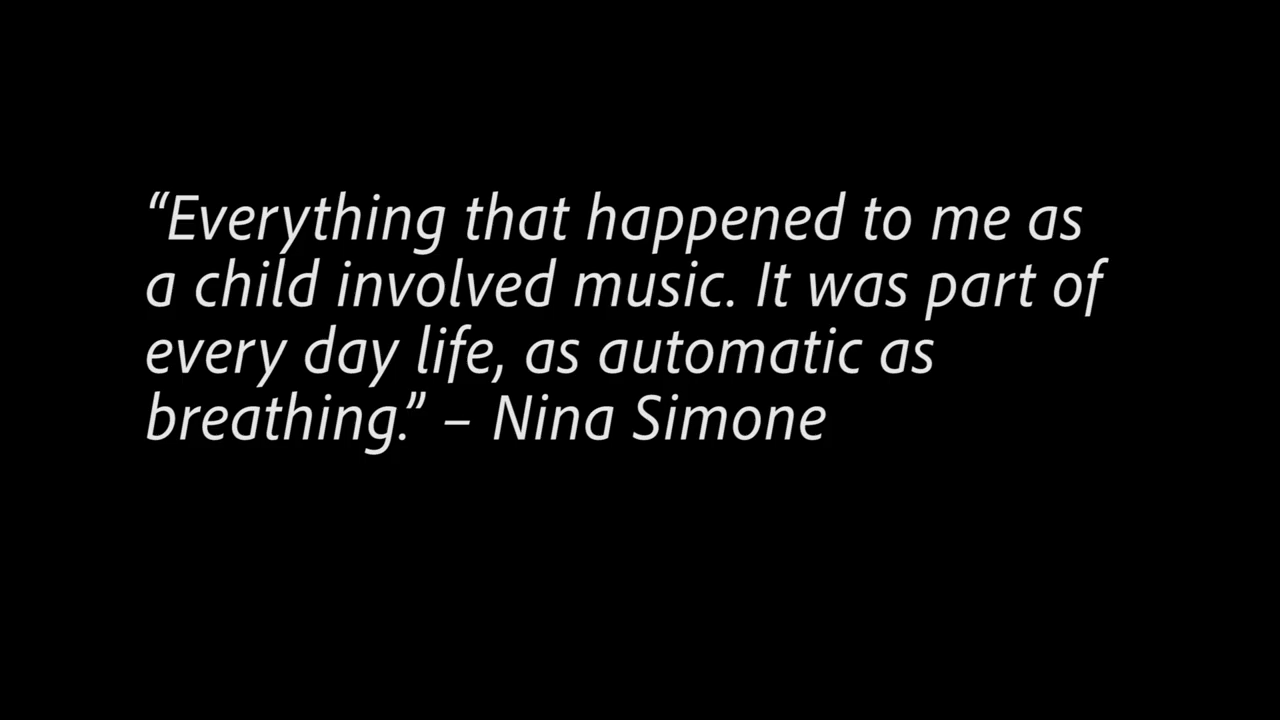 “Everything that happened to me as
a child involved music. It was part of
every day life, as automatic as
breathing.” – Nina Simone